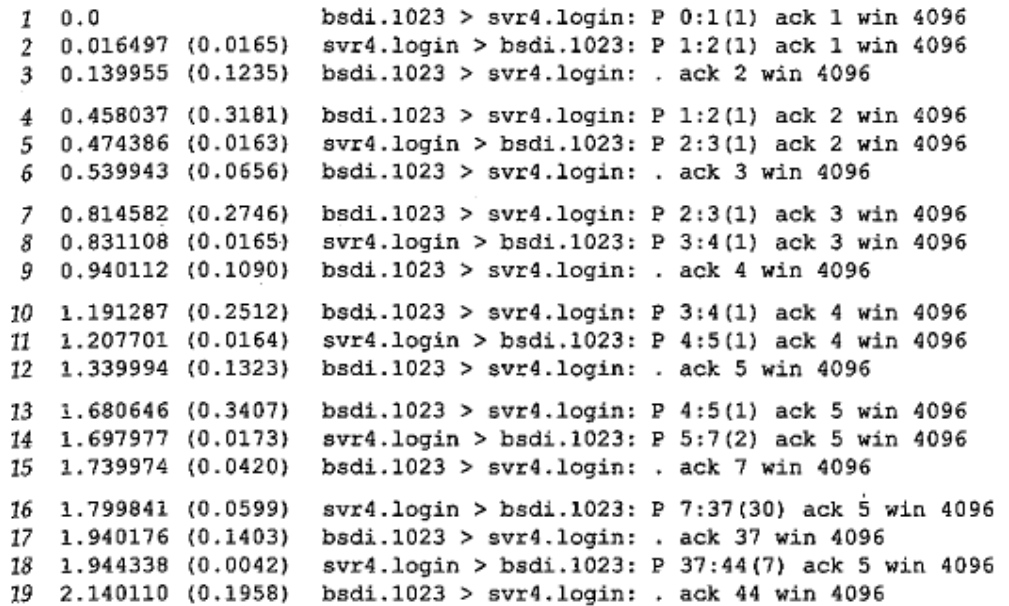 1 0.0 bsdi.1023 > svr4.login: P 0:1(1) ack 1 win 4096
2 0.016497 (0.0165) svr4.login > bsdi.1023: P 1:2(1) ack 1 win 4096
3 0.139955 (0.1235) bsdi.1023 > svr4.login: . ack 2 win 4096
4 0.458037 (0.3181) bsdi.1023 > svr4.login: P 1:2(1) ack 2 win 4096
5 0.474386 (0.0163) svr4.login > bsdi.1023: P 2:3(1) ack 2 win 4096
6 0.539943 (0.0656) bsdi.1023 > svr4.login: . ack 3 win 4096
7 0.814582 (0.2746) bsdi.1023 > svr4.login: P 2:3(1) ack 3 win 4096
8 0.831108 (0.0165) svr4.login > bsdi.1023: P 3:4(1) ack 3 win 4096
9 0.940112 (0.1090) bsdi.1023 > svr4.login: . ack 4 win 4096
10 1.191287 (0.2512) bsdi.1023 > svr4.login: P 3:4(1) ack 4 win 4096
11 1.207701 (0.0164) svr4.login > bsdi.1023: P 4:5(1) ack 4 win 4096
12 1.339994 (0.1323) bsdi.1023 > svr4.login: . ack 5 win 4096
13 1.680646 (0.3407) bsdi.1023 > svr4.login: P 4:5(1) ack 5 win 4096
14 1.697977 (0.0173) svr4.login > bsdi.1023: P 5:7(2) ack 5 win 4096
15 1.739974 (0.0420) bsdi.1023 > svr4.login: . ack 7 win 4096
16 1.799841 (0.0599) svr4.login > bsdi.1023: P 7:37(30) ack 5 win 4096
17 1.940176 (0.1403) bsdi.1023 > svr4.login: . ack 37 win 4096
18 1.944338 (0.0042) svr4.login > bsdi.1023: P 37:44(7) ack 5 win 4096
19 2.140110 (0.1958) bsdi.1023 > svr4.login: . ack 44 win 4096